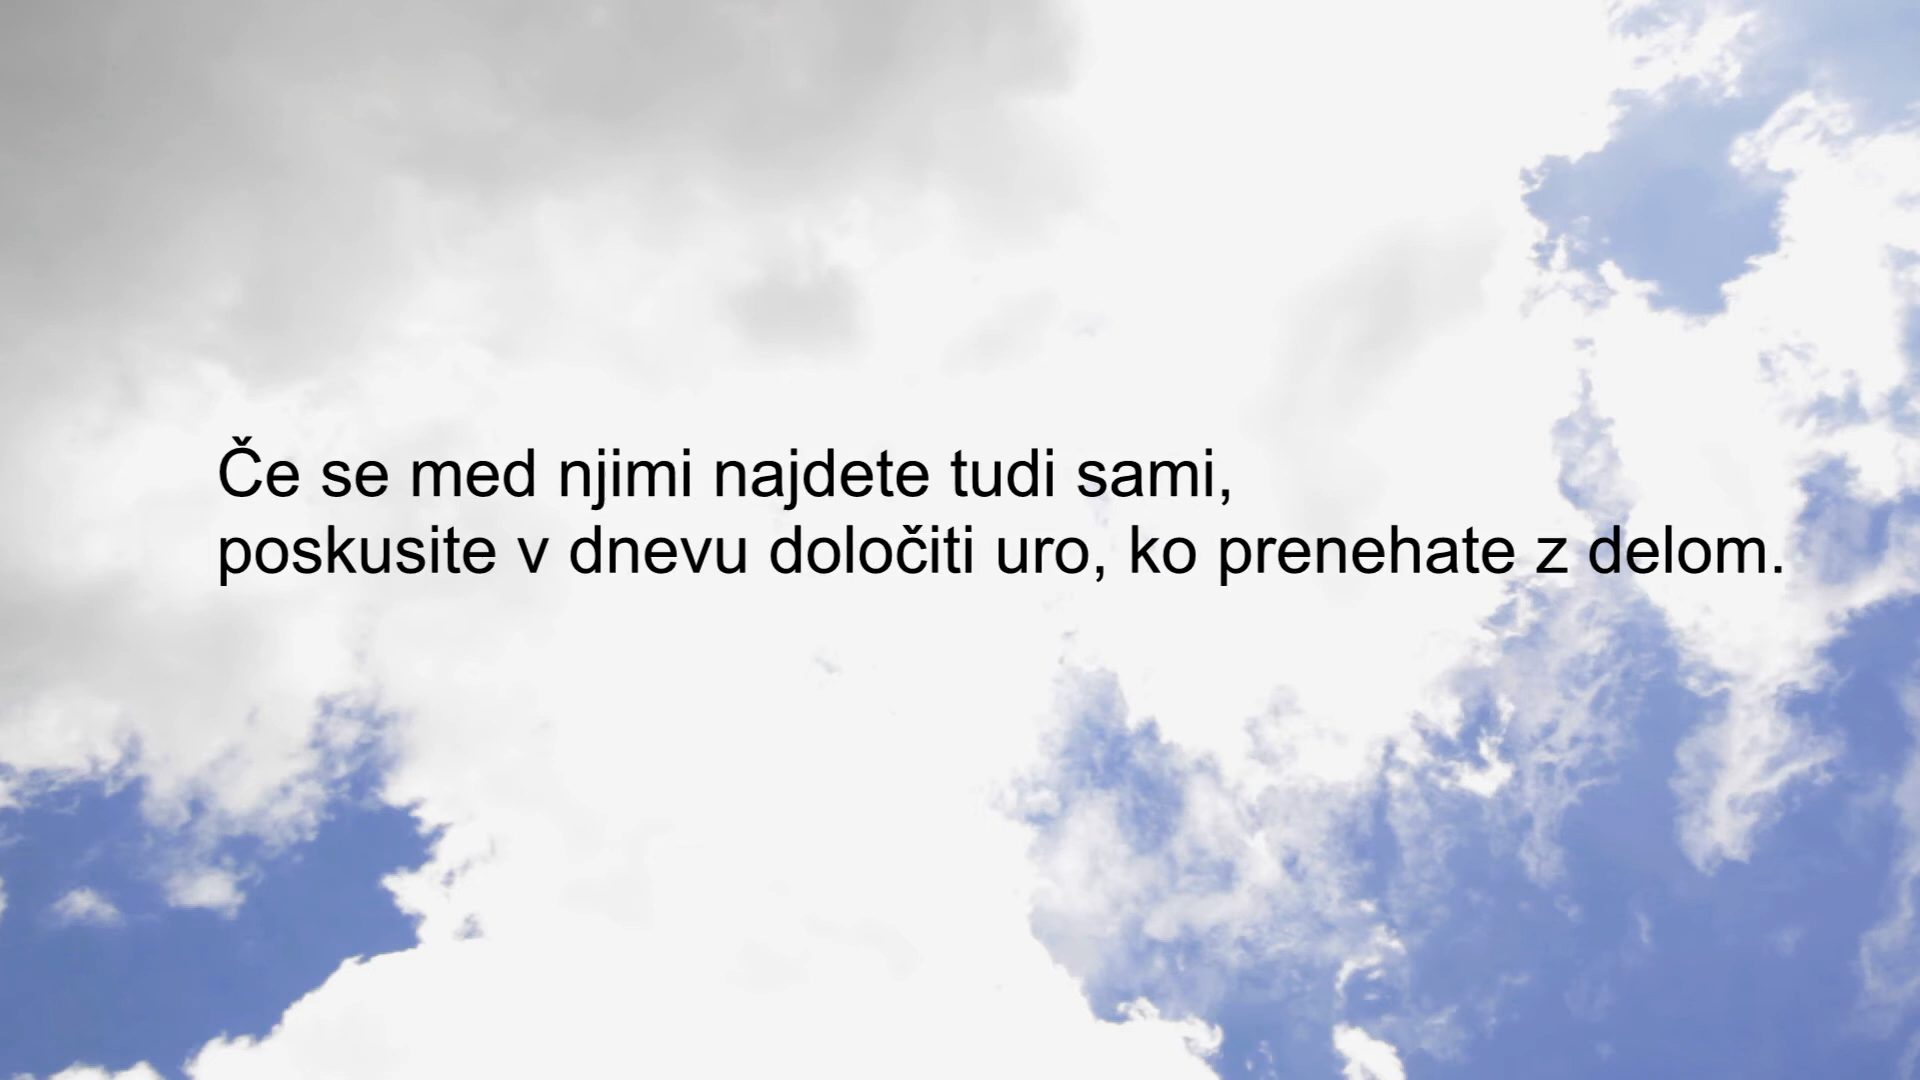 Če se med njimi najdete tudi sami,
poskusite v dnevu določiti uro, ko prenehate z delom.